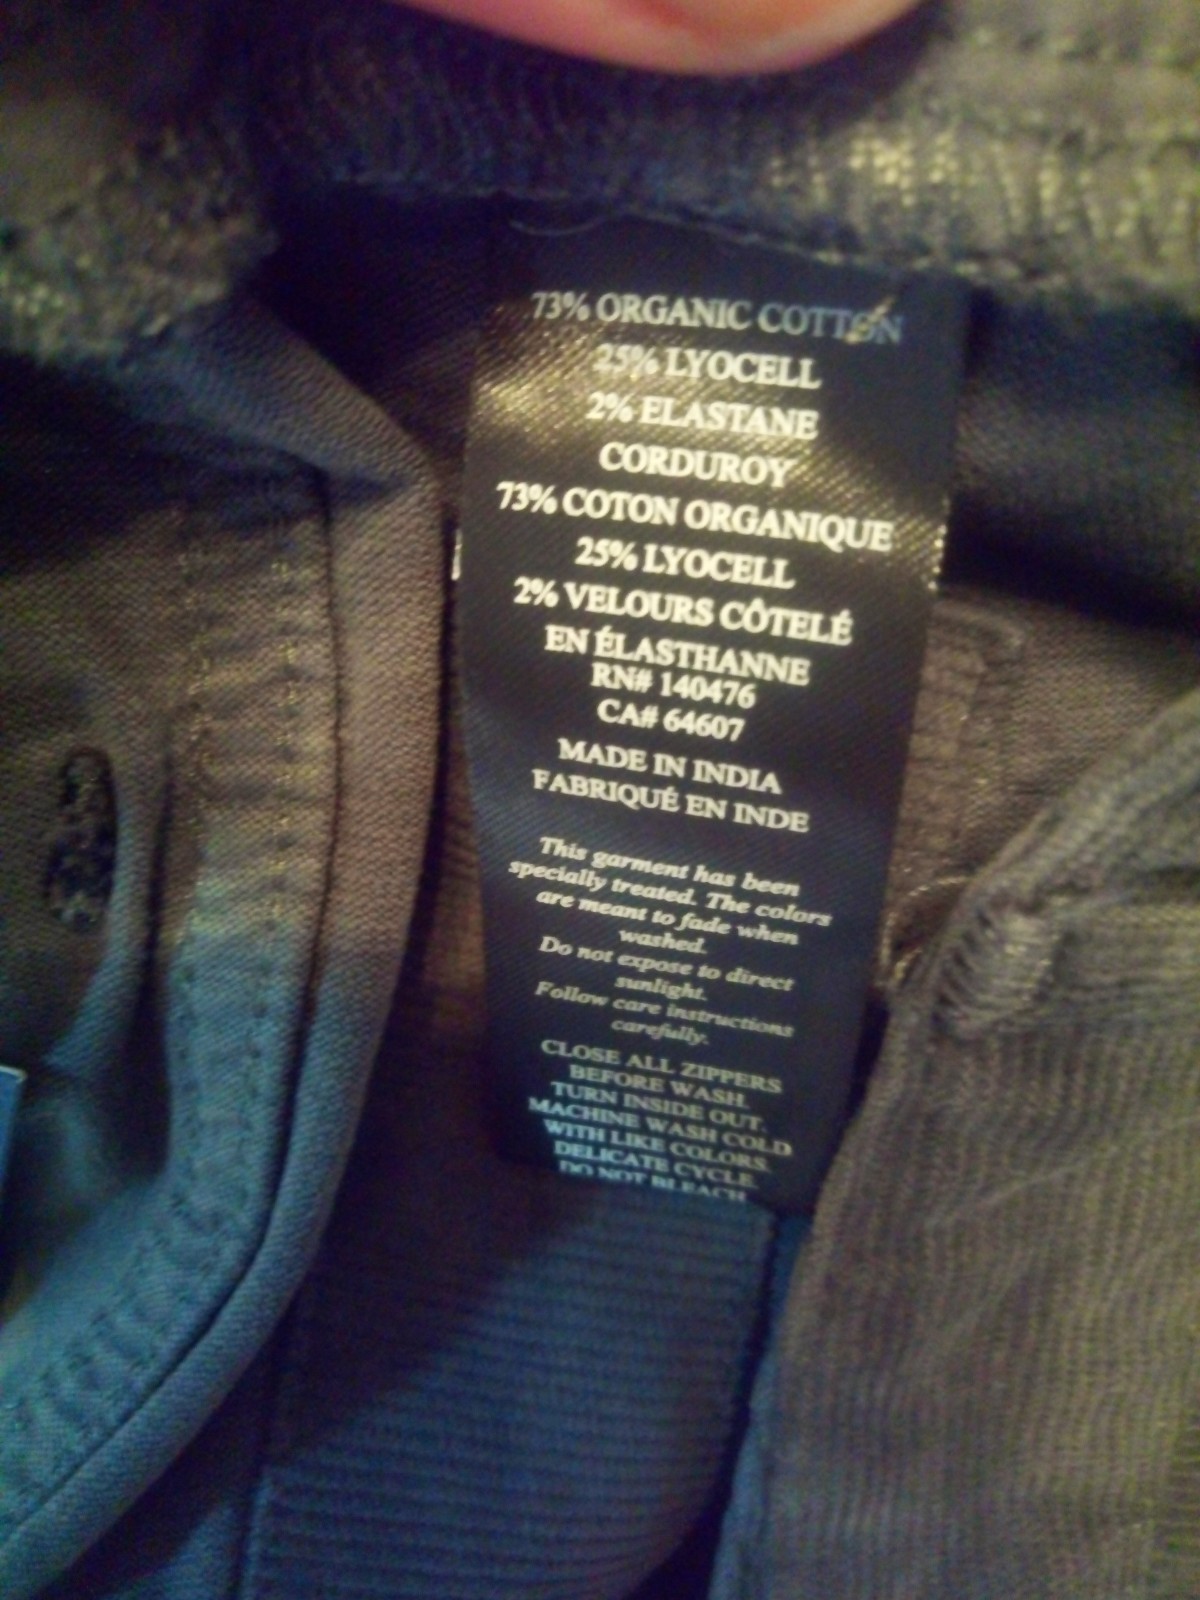 73% ORGANIC COTTON
25% LYOCELL
2% ELASTANE
CORDUROY
73% COTON ORGANIQUE
25% LYOCELL
2% VELOURS CÔTELÉ
EN ÉLASTHANNE
RN# 140476
CA# 64607
MADE IN INDIA
FABRIQUÉ EN INDE
This garment has been
specially treated. The colors
are meant to fade when
washed.
Do not expose to direct
sunlight.
Follow care instructions
carefully.
CLOSE ALL ZIPPERS
BEFORE WASH.
TURN INSIDE OUT.
MACHINE WASH COLD
WITH LIKE COLORS.
DELICATE CYCLE.
DO NOT BLEACH